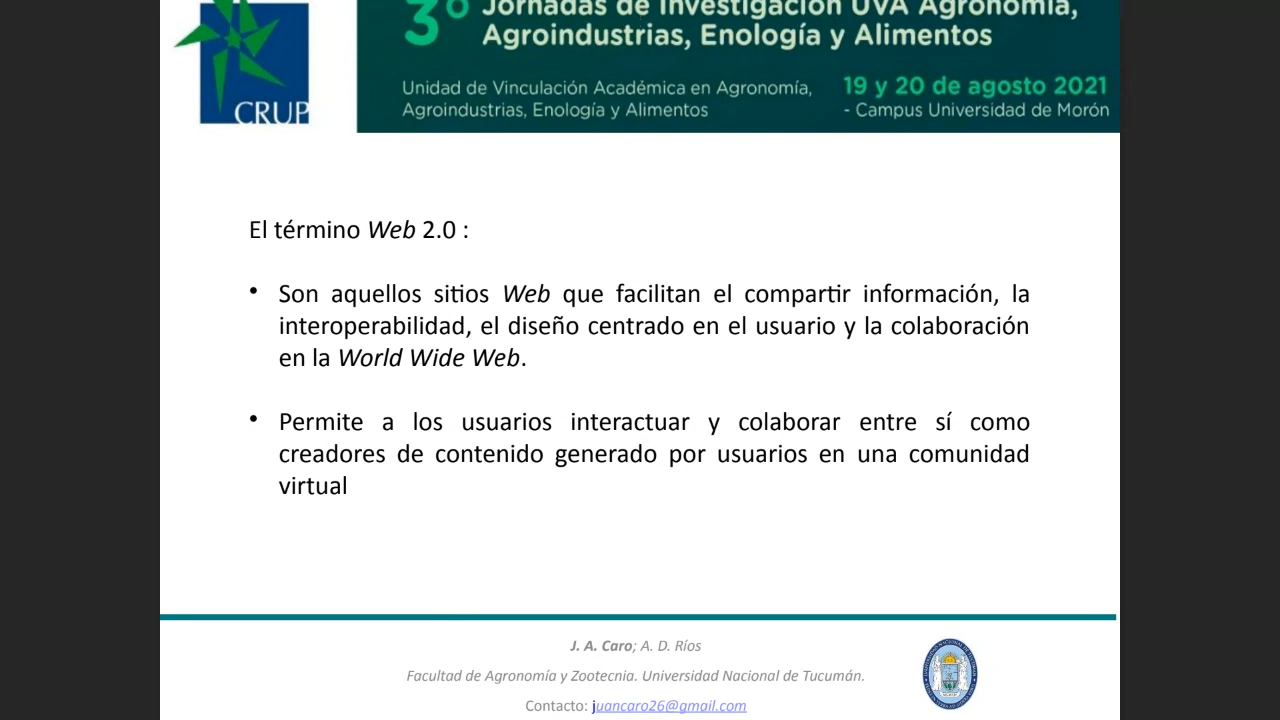 3º Jornadas de Investigación UVA Agronomía,
Agroindustrias, Enología y Alimentos
Unidad de Vinculación Académica en Agronomía,
Agroindustrias, Enología y Alimentos
19 y 20 de agosto 2021
- Campus Universidad de Morón
CRUP
El término Web 2.0 :
• Son aquellos sitios Web que facilitan el compartir información, la
interoperabilidad, el diseño centrado en el usuario y la colaboración
en la World Wide Web.
• Permite a los usuarios interactuar y colaborar entre sí como
creadores de contenido generado por usuarios en una comunidad
virtual
J. A. Caro; A. D. Ríos
Facultad de Agronomía y Zootecnia. Universidad Nacional de Tucumán.
Contacto: juancaro26@gmail.com